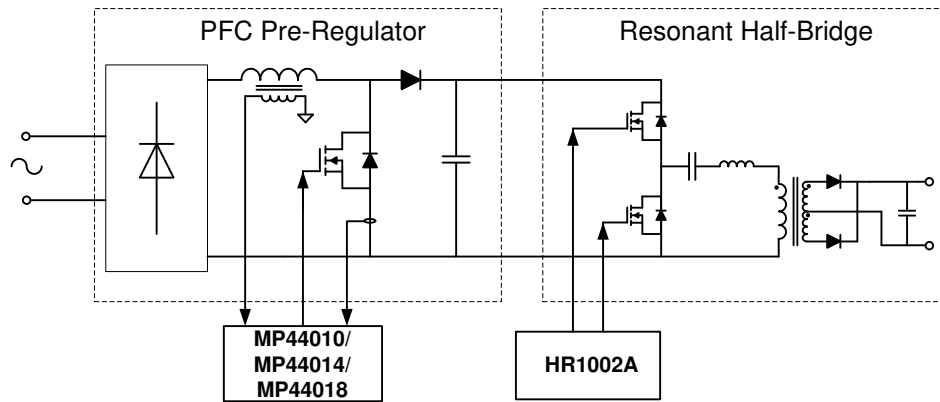 PFC Pre-Regulator
Resonant Half-Bridge
MP44010/
MP44014/
MP44018
HR1002A